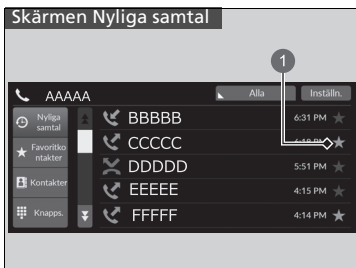 Skärmen Nyliga samtal
1
AAAAA
Alla
Inställn.
Nyliga
samtal
BBBBB
6:31 PM
Favoritko
ntakter
CCCCC
DDDDD
5:51 PM
Kontakter
EEEEE
4:15 PM
Knapps.
FFFFF
4:14 PM